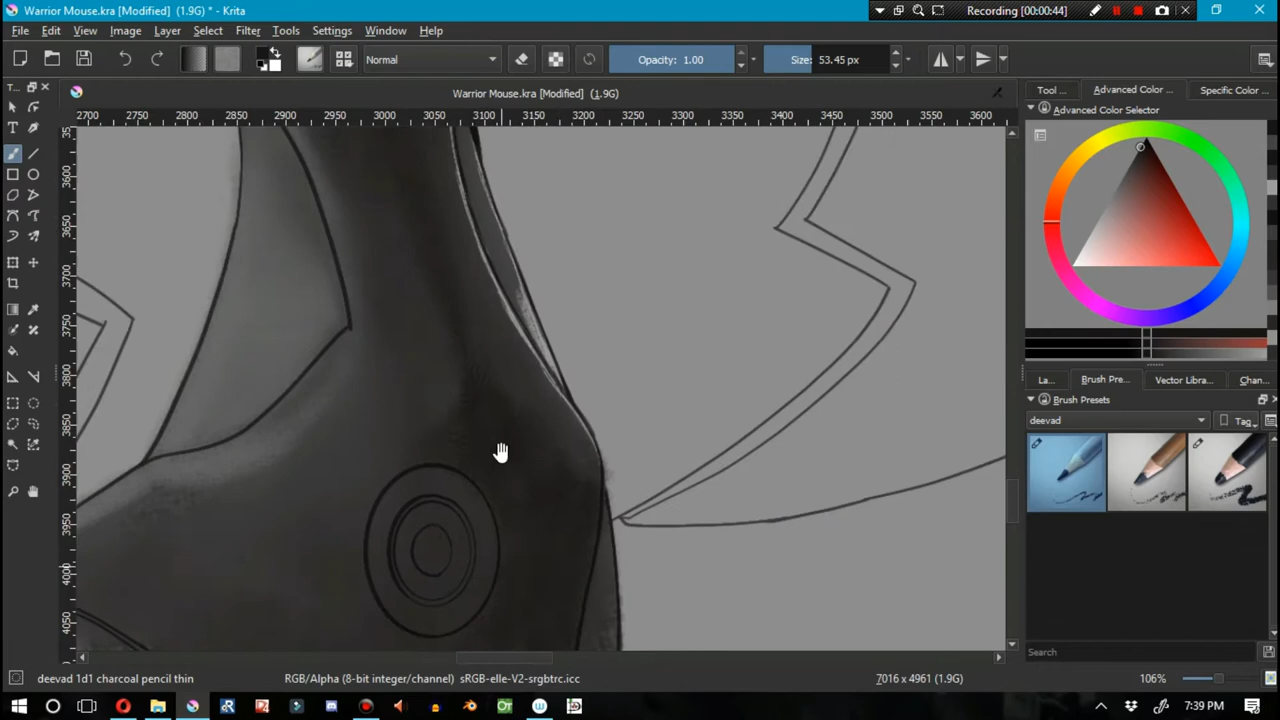 Warrior Mouse.kra [Modified] (1.9G) * - Krita
Recording [00:00:44]
File Edit View Image Layer Select Filter Tools Settings Window Help
Normal
Opacity: 1.00
Size: 53.45 px
T...
Warrior Mouse.kra [Modified] (1.9G)
Tool ... Advanced Color ... Specific Color ...
Advanced Color Selector
2700 2750 2800 2850 2900 2950 3000 3050 3100 3150 3200 3250 3300 3350 3400 3450 3500 3550 3600
35
3600
3650
3700
3750
3800
3850
3900
3950
4000
4050
La... Brush Pre... Vector Libra... Chan...
Brush Presets
deevad
Tag
Search
deevad 1d1 charcoal pencil thin
RGB/Alpha (8-bit integer/channel) sRGB-elle-V2-srgbtrc.icc
7016 x 4961 (1.9G)
106%
7:39 PM